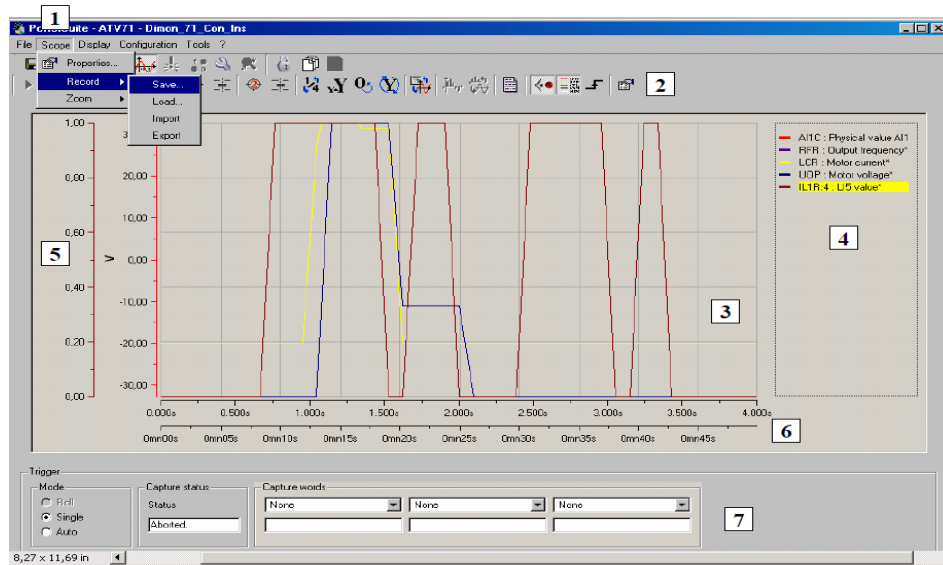 1
PowerSuite - ATV71 - Dimon_71_Con_Ins
File Scope Display Configuration Tools ?
Properties...
Record
Zoom
Save...
Load...
Import
Export
2
1,00
0,80
0,60
0,40
0,20
0,00
5
V
20,00
10,00
0,00
-10,00
-20,00
-30,00
3
AI1C : Physical value AI1
RFR : Output frequency*
LCR : Motor current*
UOP : Motor voltage*
IL1R:4 : LI5 value*
4
0.000s 0.500s 1.000s 1.500s 2.000s 2.500s 3.000s 3.500s 4.000s
0mn00s 0mn05s 0mn10s 0mn15s 0mn20s 0mn25s 0mn30s 0mn35s 0mn40s 0mn45s
6
Trigger
Mode
Roll
Single
Auto
Capture status
Status
Aborted.
Capture words
None None None
7
8,27 x 11,69 in